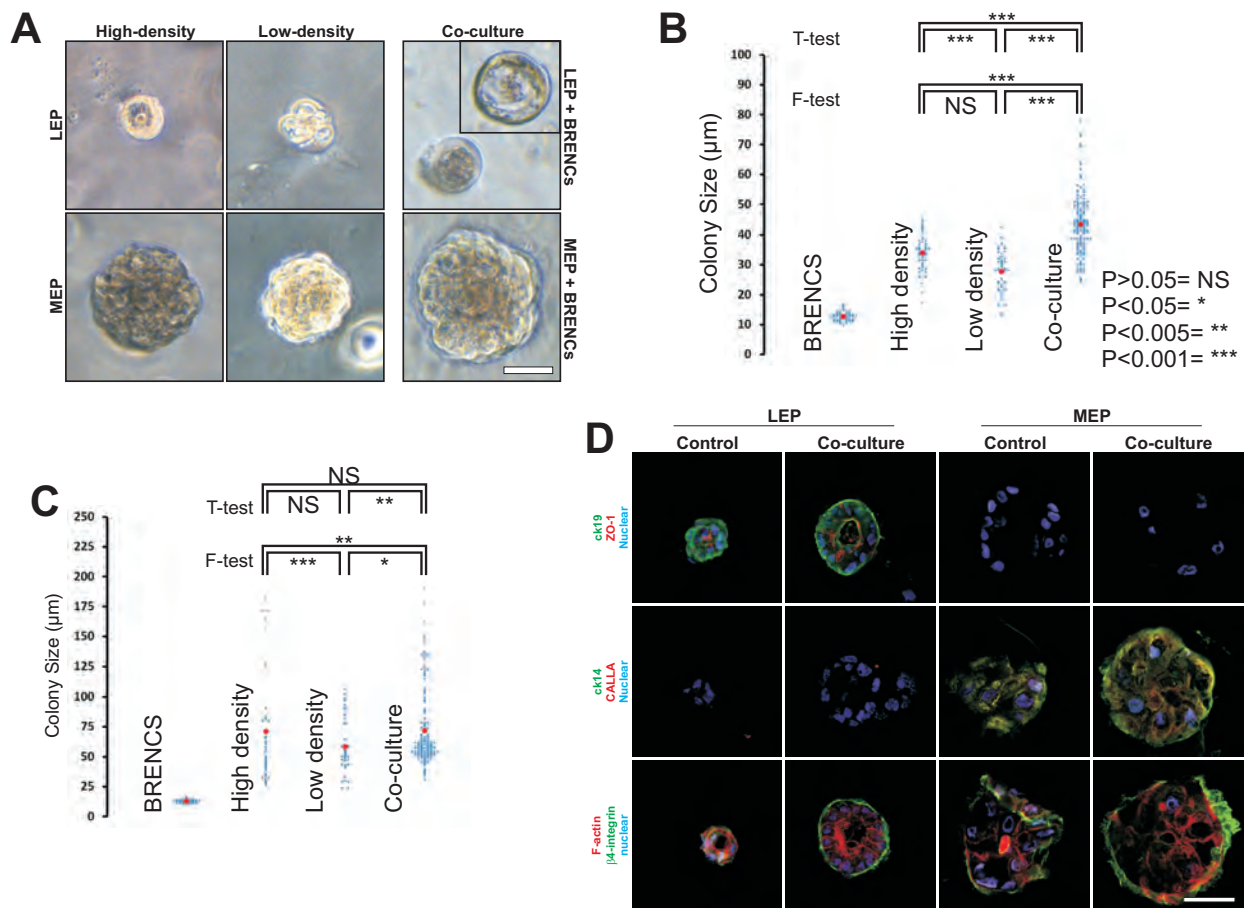 A
High-density
Low-density
Co-culture
LEP
LEP + BRENCs
MEP
MEP + BRENCs
B
T-test
***
***
***
F-test
***
NS
***
Colony Size (µm)
100
90
80
70
60
50
40
30
20
10
0
BRENCS
High density
Low density
Co-culture
P>0.05= NS
P<0.05= *
P<0.005= **
P<0.001= ***
C
T-test
NS
NS
**
F-test
**
***
*
Colony Size (µm)
250
225
200
175
150
125
100
75
50
25
0
BRENCS
High density
Low density
Co-culture
D
LEP
MEP
Control
Co-culture
Control
Co-culture
ck19
ZO-1
Nuclear
ck14
CALLA
Nuclear
F-actin
β4-integrin
nuclear